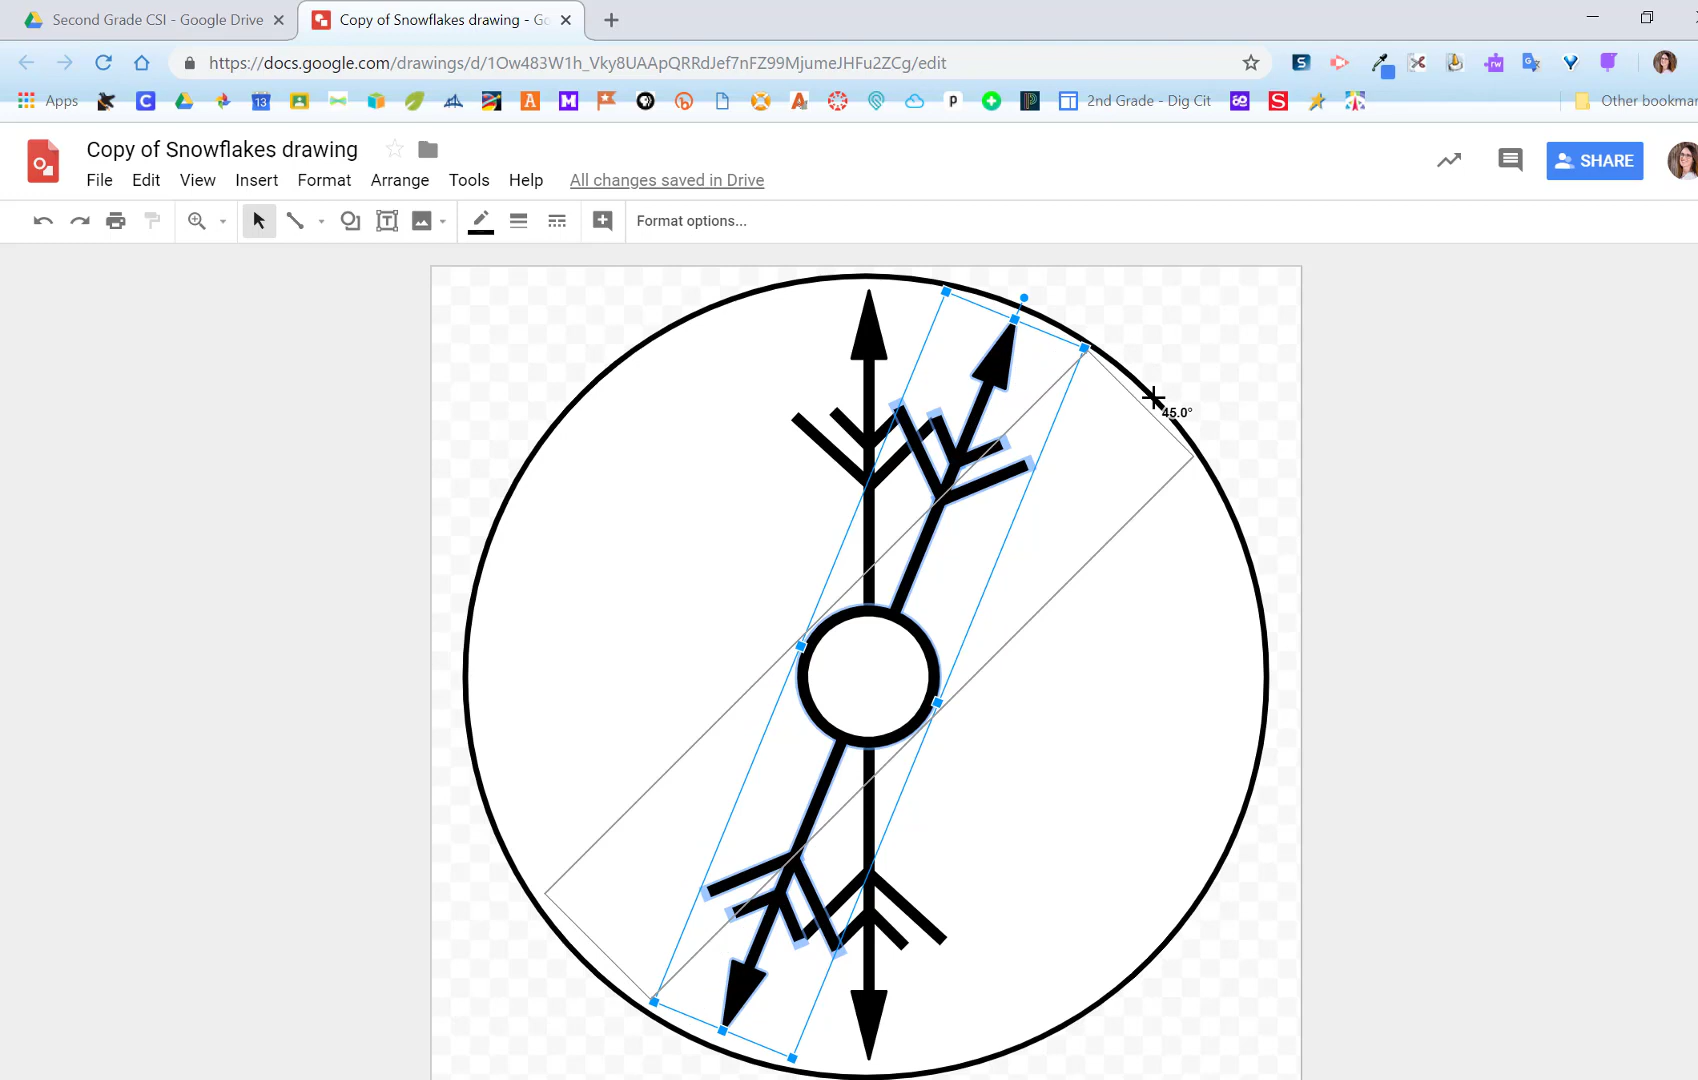 Second Grade CSI - Google Drive
Copy of Snowflakes drawing - Go
https://docs.google.com/drawings/d/1Ow483W1h_Vky8UAApQRRdJef7nFZ99MjumeJHFu2ZCg/edit
Apps
2nd Grade - Dig Cit
Other bookmar
Copy of Snowflakes drawing
File Edit View Insert Format Arrange Tools Help All changes saved in Drive
SHARE
Format options...
45.0°